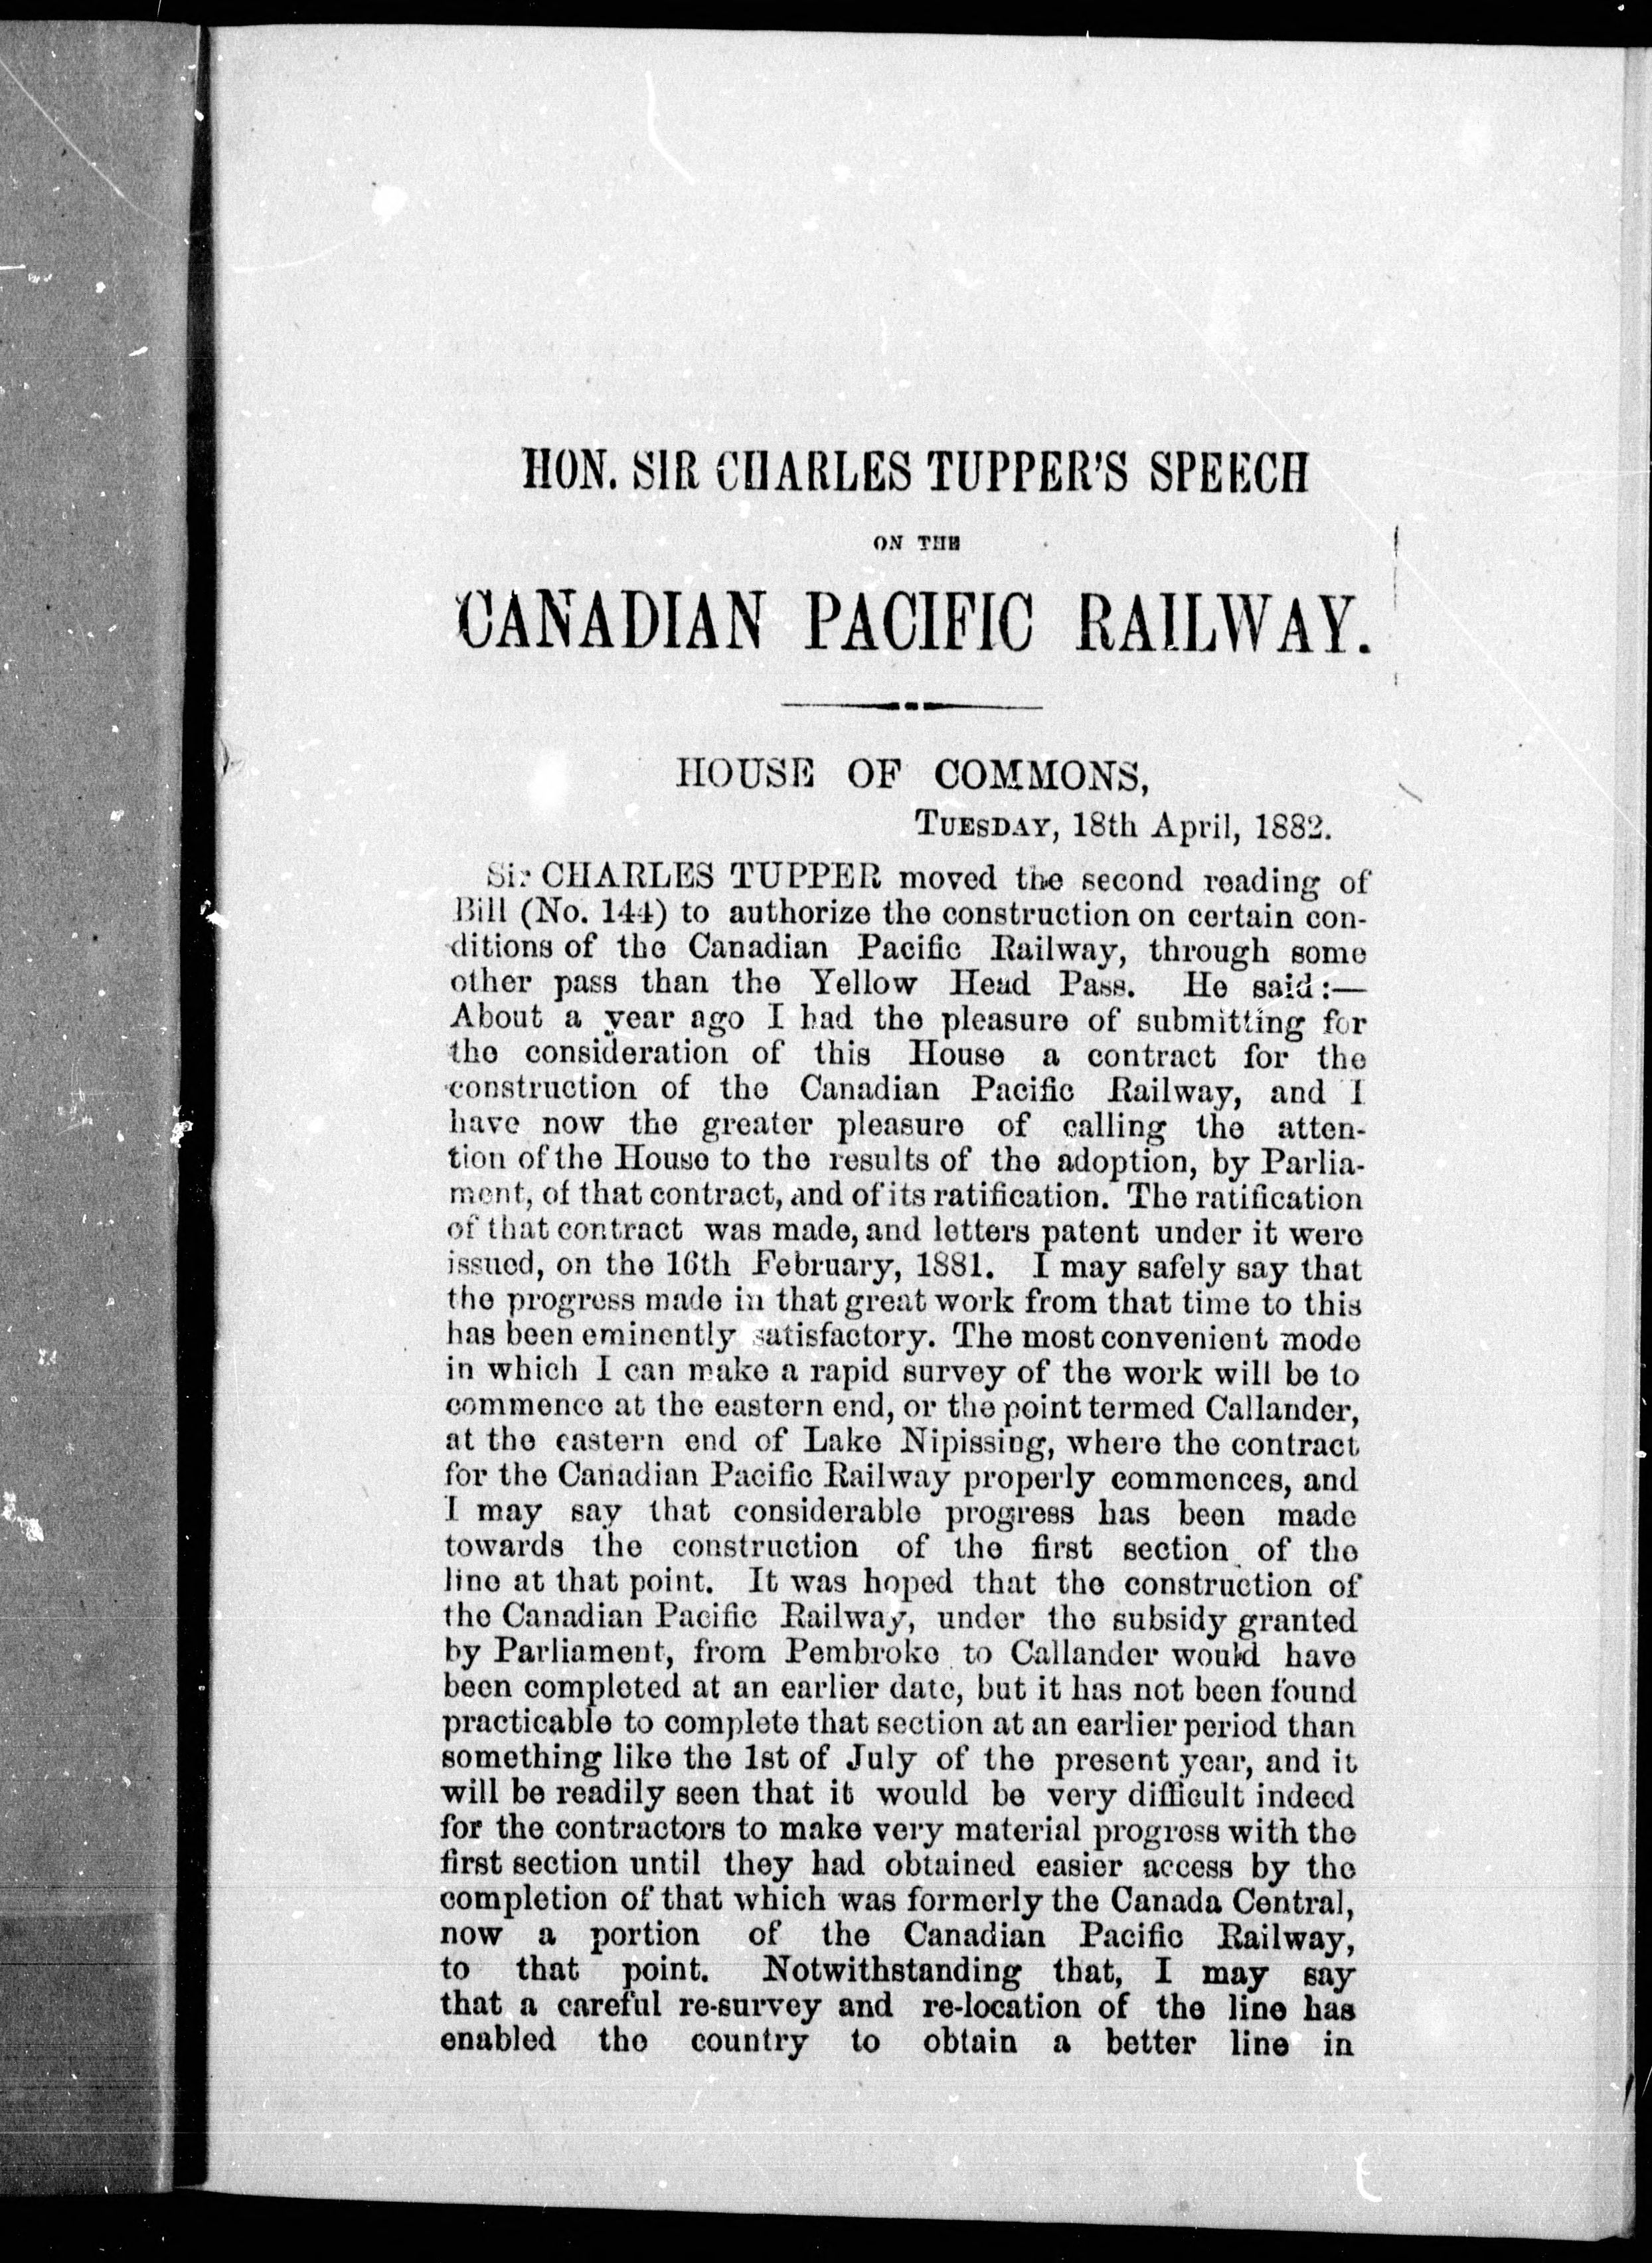 HON. SIR CHARLES TUPPER'S SPEECH
ON THE
CANADIAN PACIFIC RAILWAY.
HOUSE OF COMMONS,
TUESDAY, 18th April, 1882.
Sir CHARLES TUPPER moved the second reading of
Bill (No. 144) to authorize the construction on certain con-
ditions of the Canadian Pacific Railway, through some
other pass than the Yellow Head Pass. He said:—
About a year ago I had the pleasure of submitting for
the consideration of this House a contract for the
construction of the Canadian Pacific Railway, and I
have now the greater pleasure of calling the atten-
tion of the House to the results of the adoption, by Parlia-
ment, of that contract, and of its ratification. The ratification
of that contract was made, and letters patent under it were
issued, on the 16th February, 1881. I may safely say that
the progress made in that great work from that time to this
has been eminently satisfactory. The most convenient mode
in which I can make a rapid survey of the work will be to
commence at the eastern end, or the point termed Callander,
at the eastern end of Lake Nipissing, where the contract
for the Canadian Pacific Railway properly commences, and
I may say that considerable progress has been made
towards the construction of the first section of the
line at that point. It was hoped that the construction of
the Canadian Pacific Railway, under the subsidy granted
by Parliament, from Pembroke to Callander would have
been completed at an earlier date, but it has not been found
practicable to complete that section at an earlier period than
something like the 1st of July of the present year, and it
will be readily seen that it would be very difficult indeed
for the contractors to make very material progress with the
first section until they had obtained easier access by the
completion of that which was formerly the Canada Central,
now a portion of the Canadian Pacific Railway,
to that point. Notwithstanding that, I may say
that a careful re-survey and re-location of the line has
enabled the country to obtain a better line in